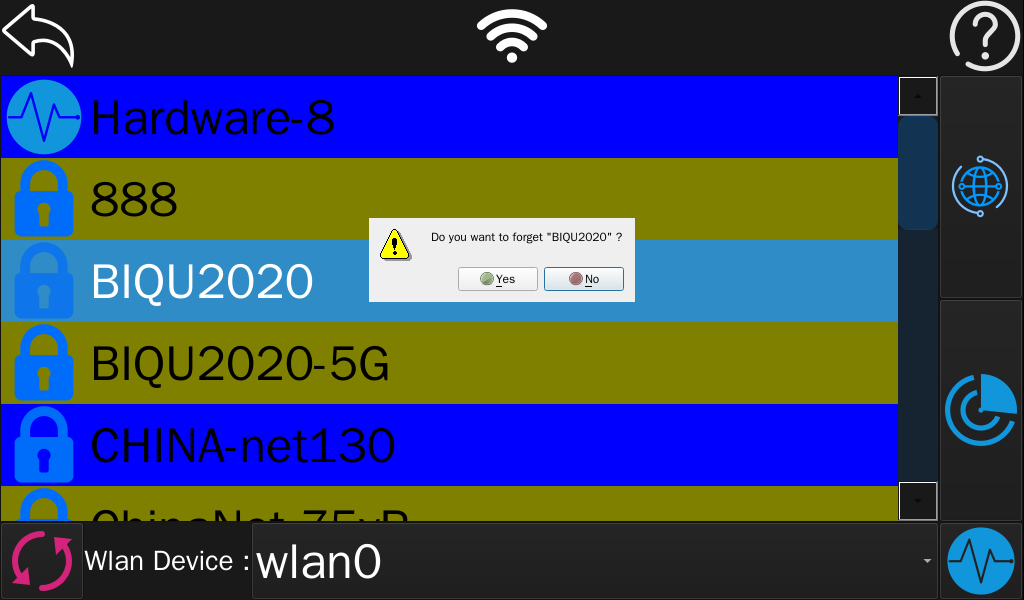 Hardware-8
888
Do you want to forget "BIQU2020" ?
Yes
No
BIQU2020
BIQU2020-5G
CHINA-net130
Wlan Device :
wlan0